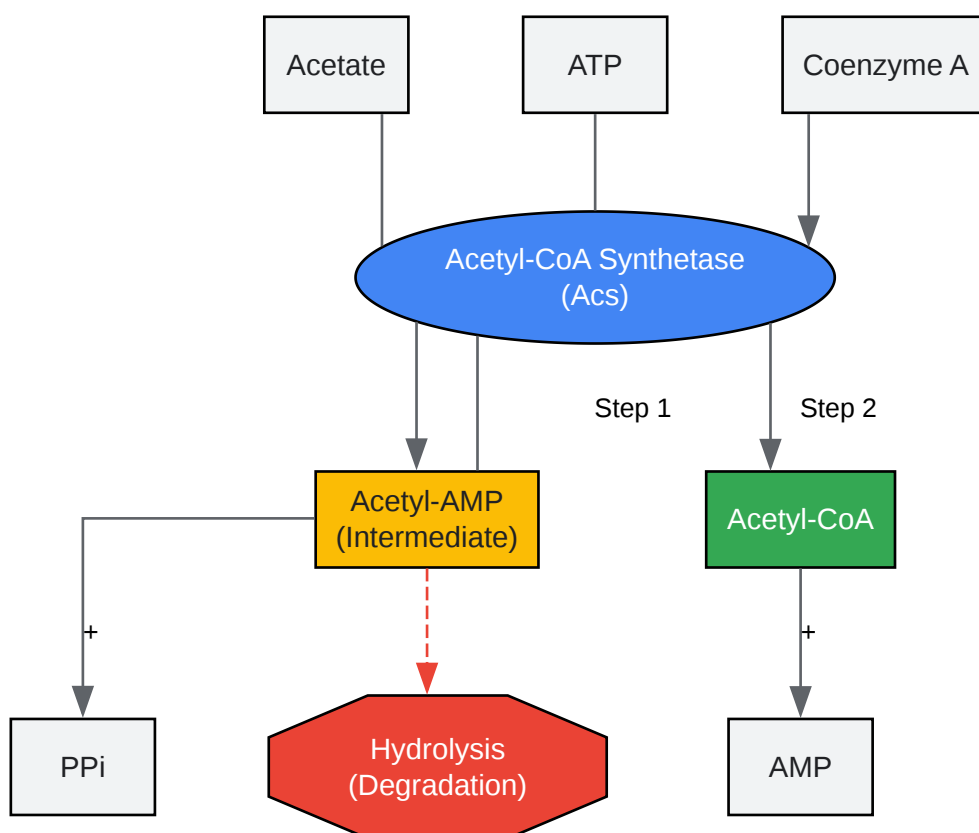 Acetate
ATP
Coenzyme A
Acetyl-CoA Synthetase
(Acs)
Step 1
Step 2
Acetyl-AMP
(Intermediate)
Acetyl-CoA
+
+
PPi
Hydrolysis
(Degradation)
AMP